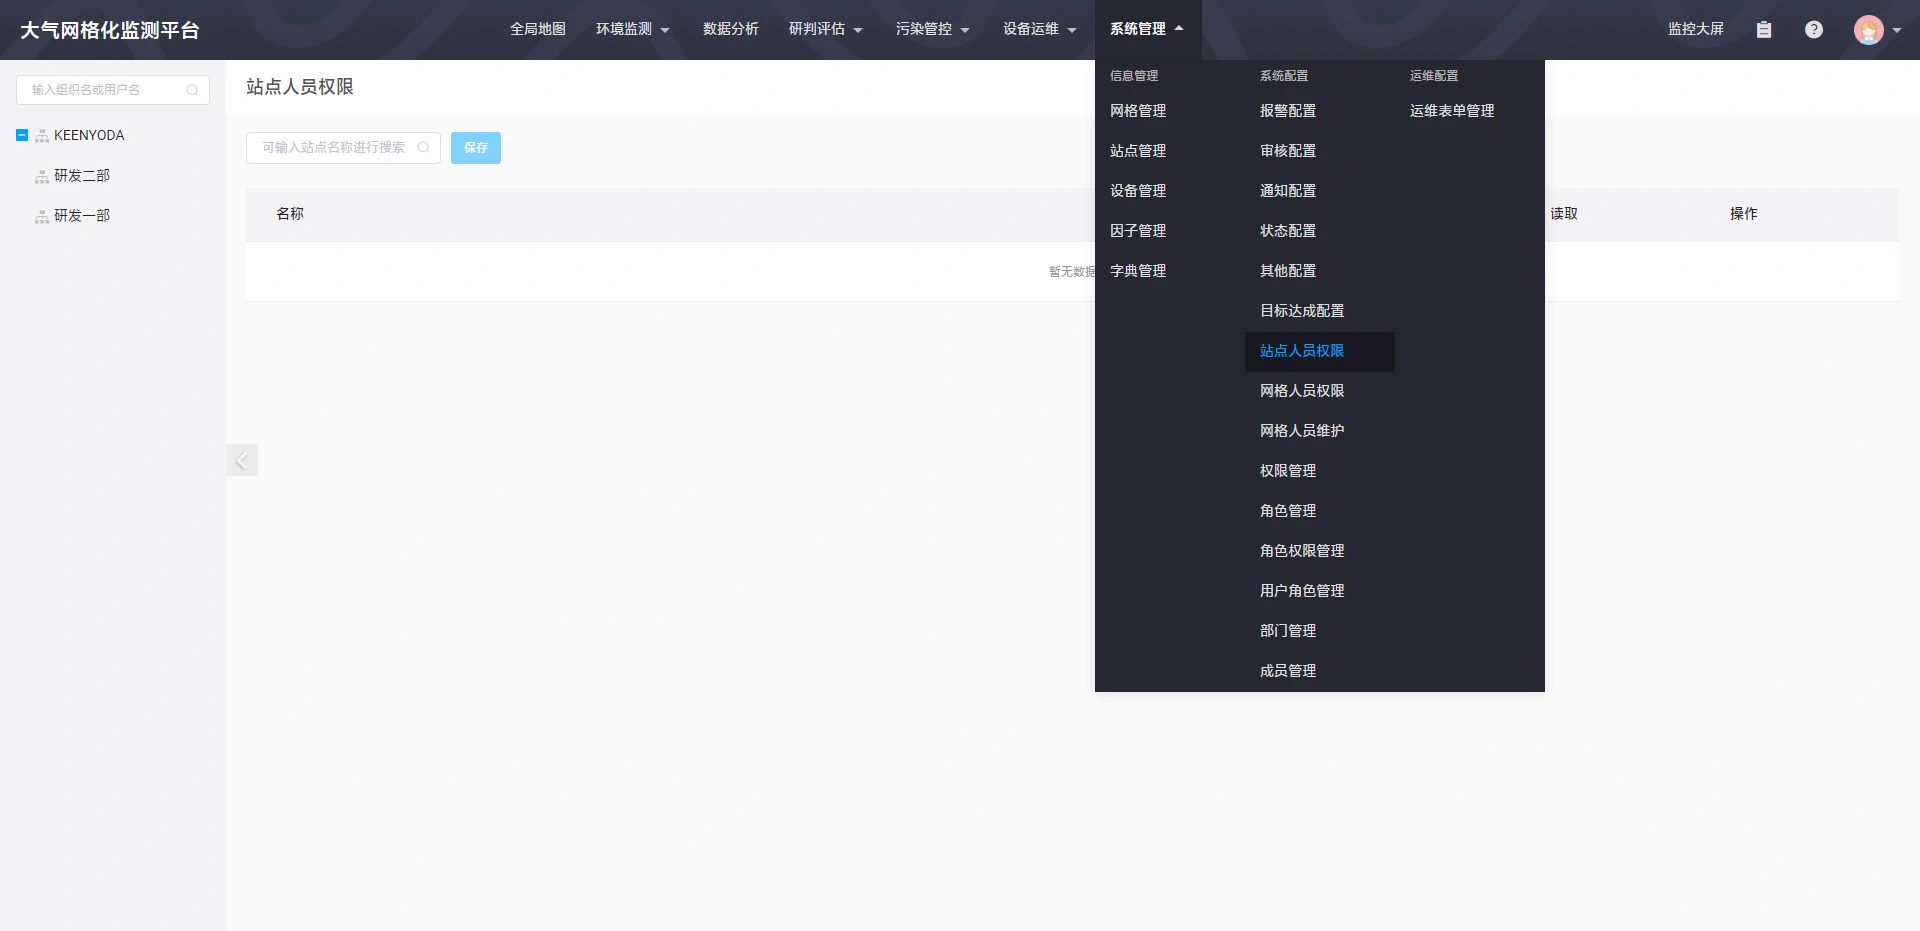 大气网格化监测平台
全局地图
环境监测
数据分析
研判评估
污染管控
设备运维
系统管理
监控大屏
输入组织名或用户名
KEENYODA
研发二部
研发一部
站点人员权限
可输入站点名称进行搜索
保存
名称
读取
操作
暂无数据
信息管理
网格管理
站点管理
设备管理
因子管理
字典管理
系统配置
报警配置
审核配置
通知配置
状态配置
其他配置
目标达成配置
站点人员权限
网格人员权限
网格人员维护
权限管理
角色管理
角色权限管理
用户角色管理
部门管理
成员管理
运维配置
运维表单管理